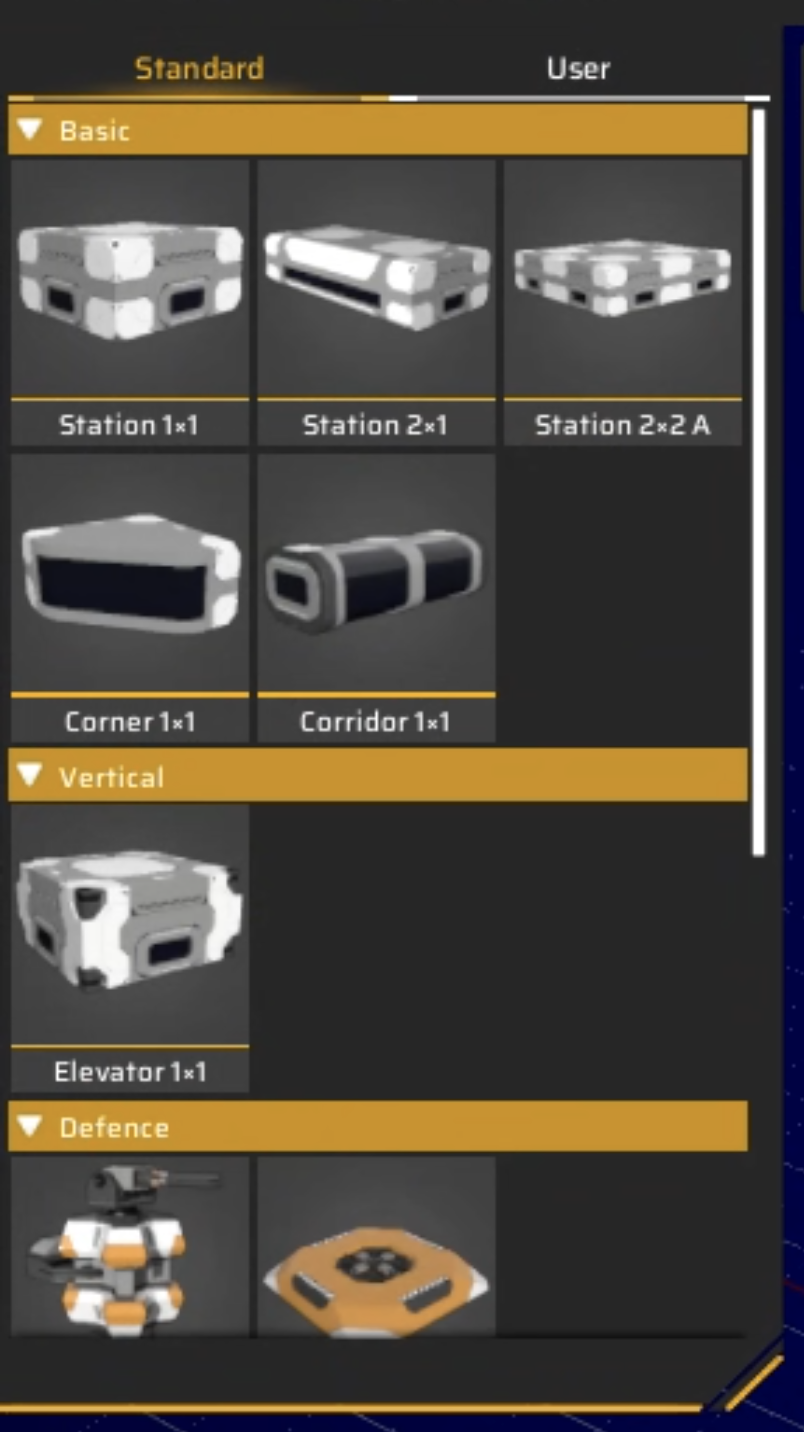 Standard
User
Basic
Station 1×1
Station 2×1
Station 2×2 A
Corner 1×1
Corridor 1×1
Vertical
Elevator 1×1
Defence